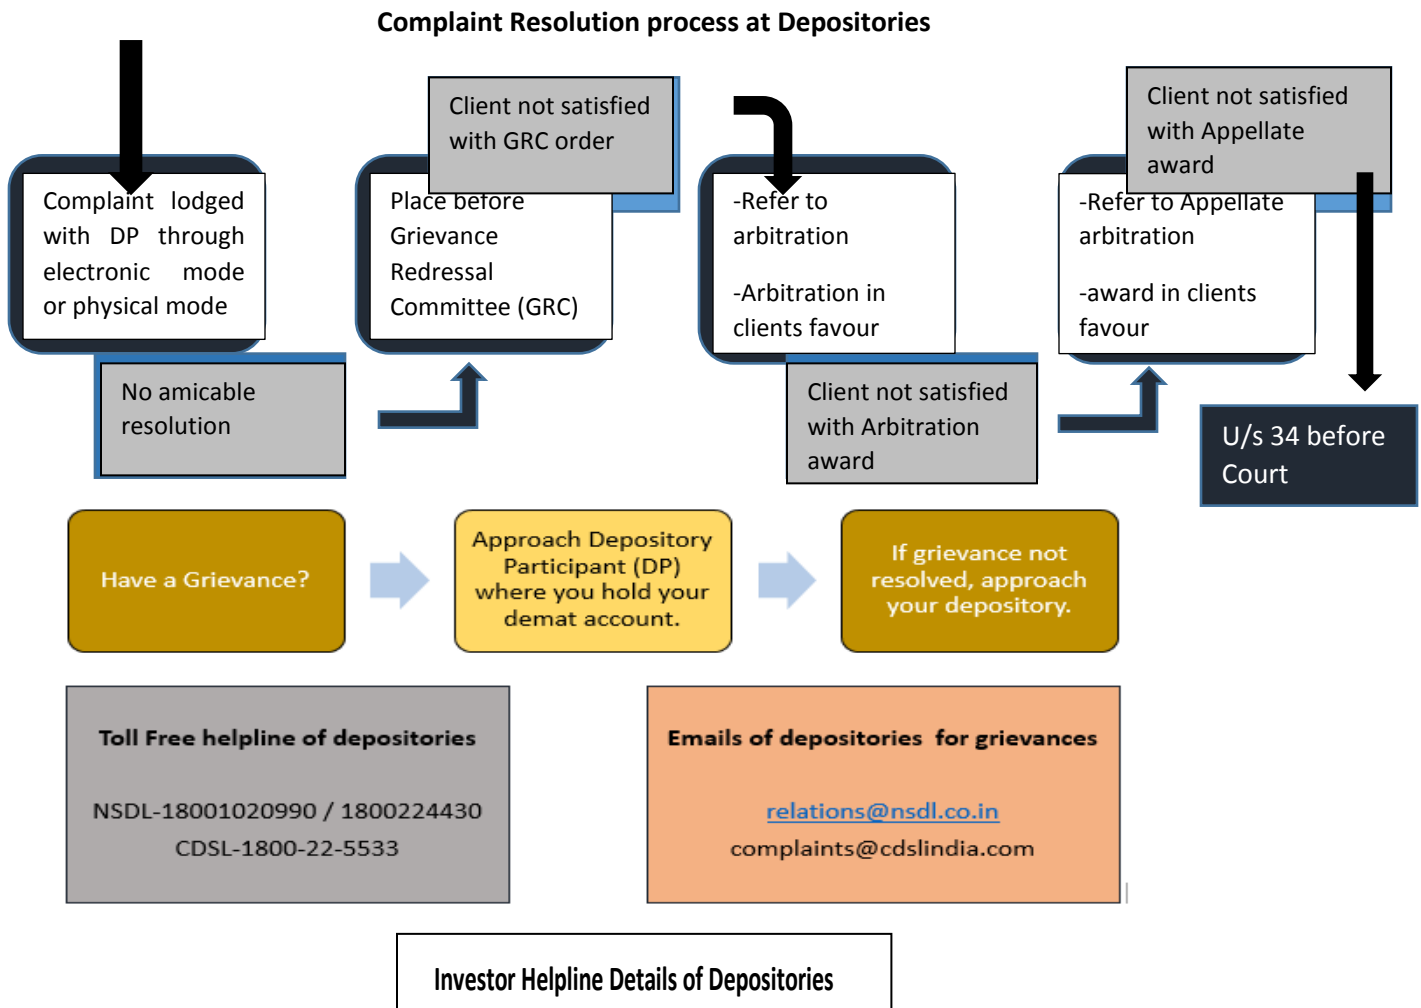 Complaint Resolution process at Depositories
Complaint lodged
with DP through
electronic mode
or physical mode
No amicable
resolution
Place before
Grievance
Redressal
Committee (GRC)
Client not satisfied
with GRC order
-Refer to
arbitration
-Arbitration in
clients favour
Client not satisfied
with Arbitration
award
-Refer to Appellate
arbitration
-award in clients
favour
Client not satisfied
with Appellate
award
U/s 34 before
Court
Have a Grievance?
Approach Depository
Participant (DP)
where you hold your
demat account.
If grievance not
resolved, approach
your depository.
Toll Free helpline of depositories
NSDL-18001020990 / 1800224430
CDSL-1800-22-5533
Emails of depositories for grievances
relations@nsdl.co.in
complaints@cdslindia.com
Investor Helpline Details of Depositories